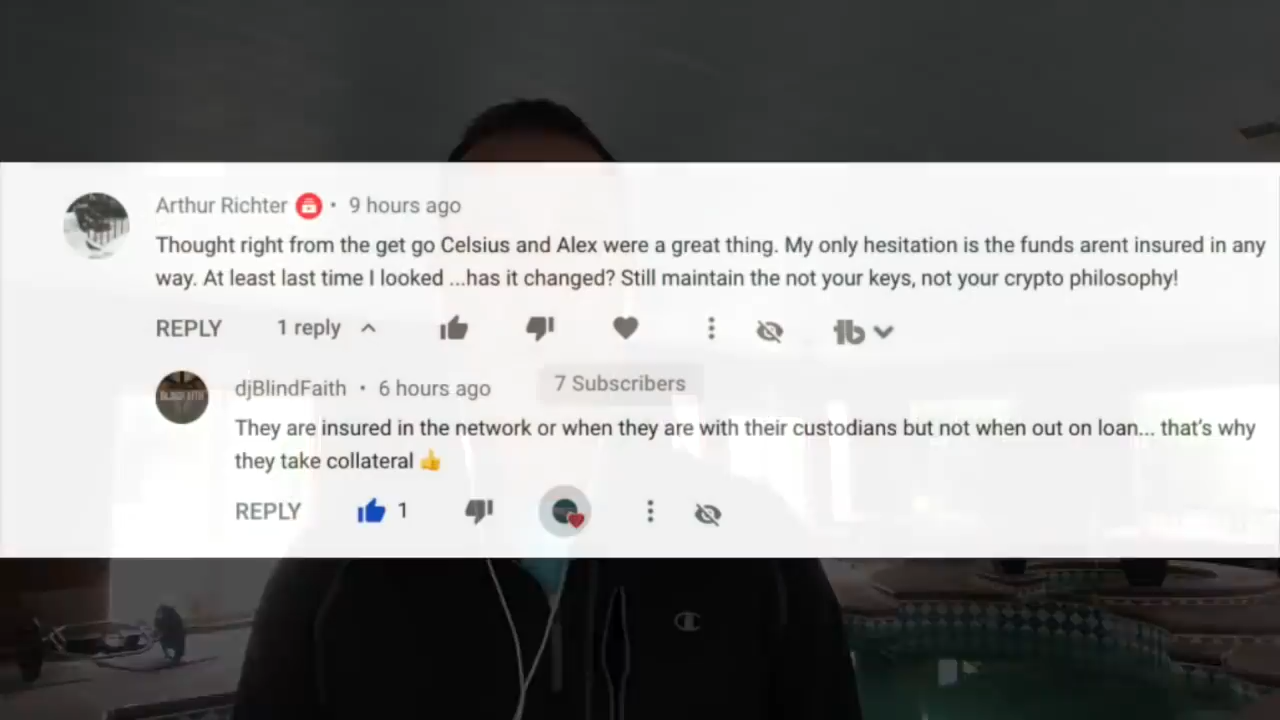 Arthur Richter • 9 hours ago
Thought right from the get go Celsius and Alex were a great thing. My only hesitation is the funds arent insured in any
way. At least last time I looked ...has it changed? Still maintain the not your keys, not your crypto philosophy!
REPLY 1 reply
djBlindFaith • 6 hours ago 7 Subscribers
They are insured in the network or when they are with their custodians but not when out on loan... that's why
they take collateral 👍
REPLY 1